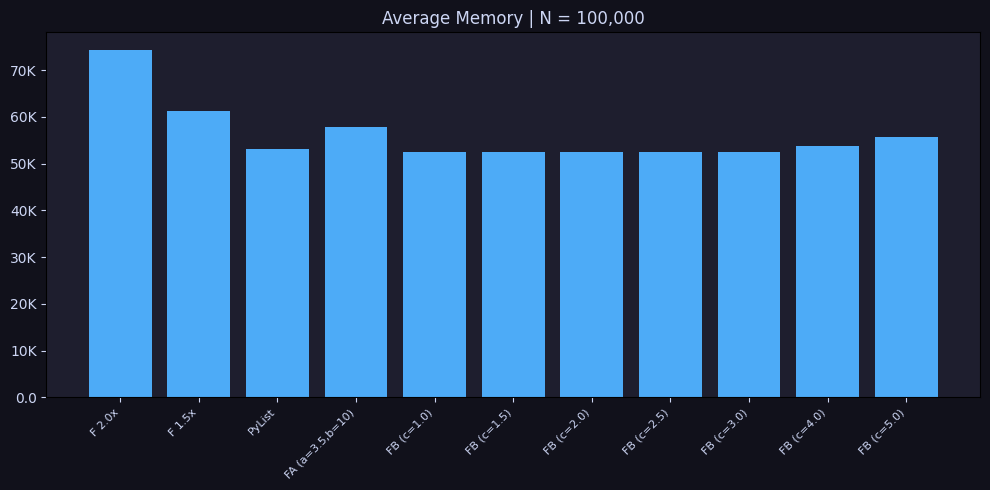 Average Memory | N = 100,000
70K
60K
50K
40K
30K
20K
10K
0.0
F 2.0x
F 1.5x
PyList
FA (a=3.5,b=10)
FB (c=1.0)
FB (c=1.5)
FB (c=2.0)
FB (c=2.5)
FB (c=3.0)
FB (c=4.0)
FB (c=5.0)